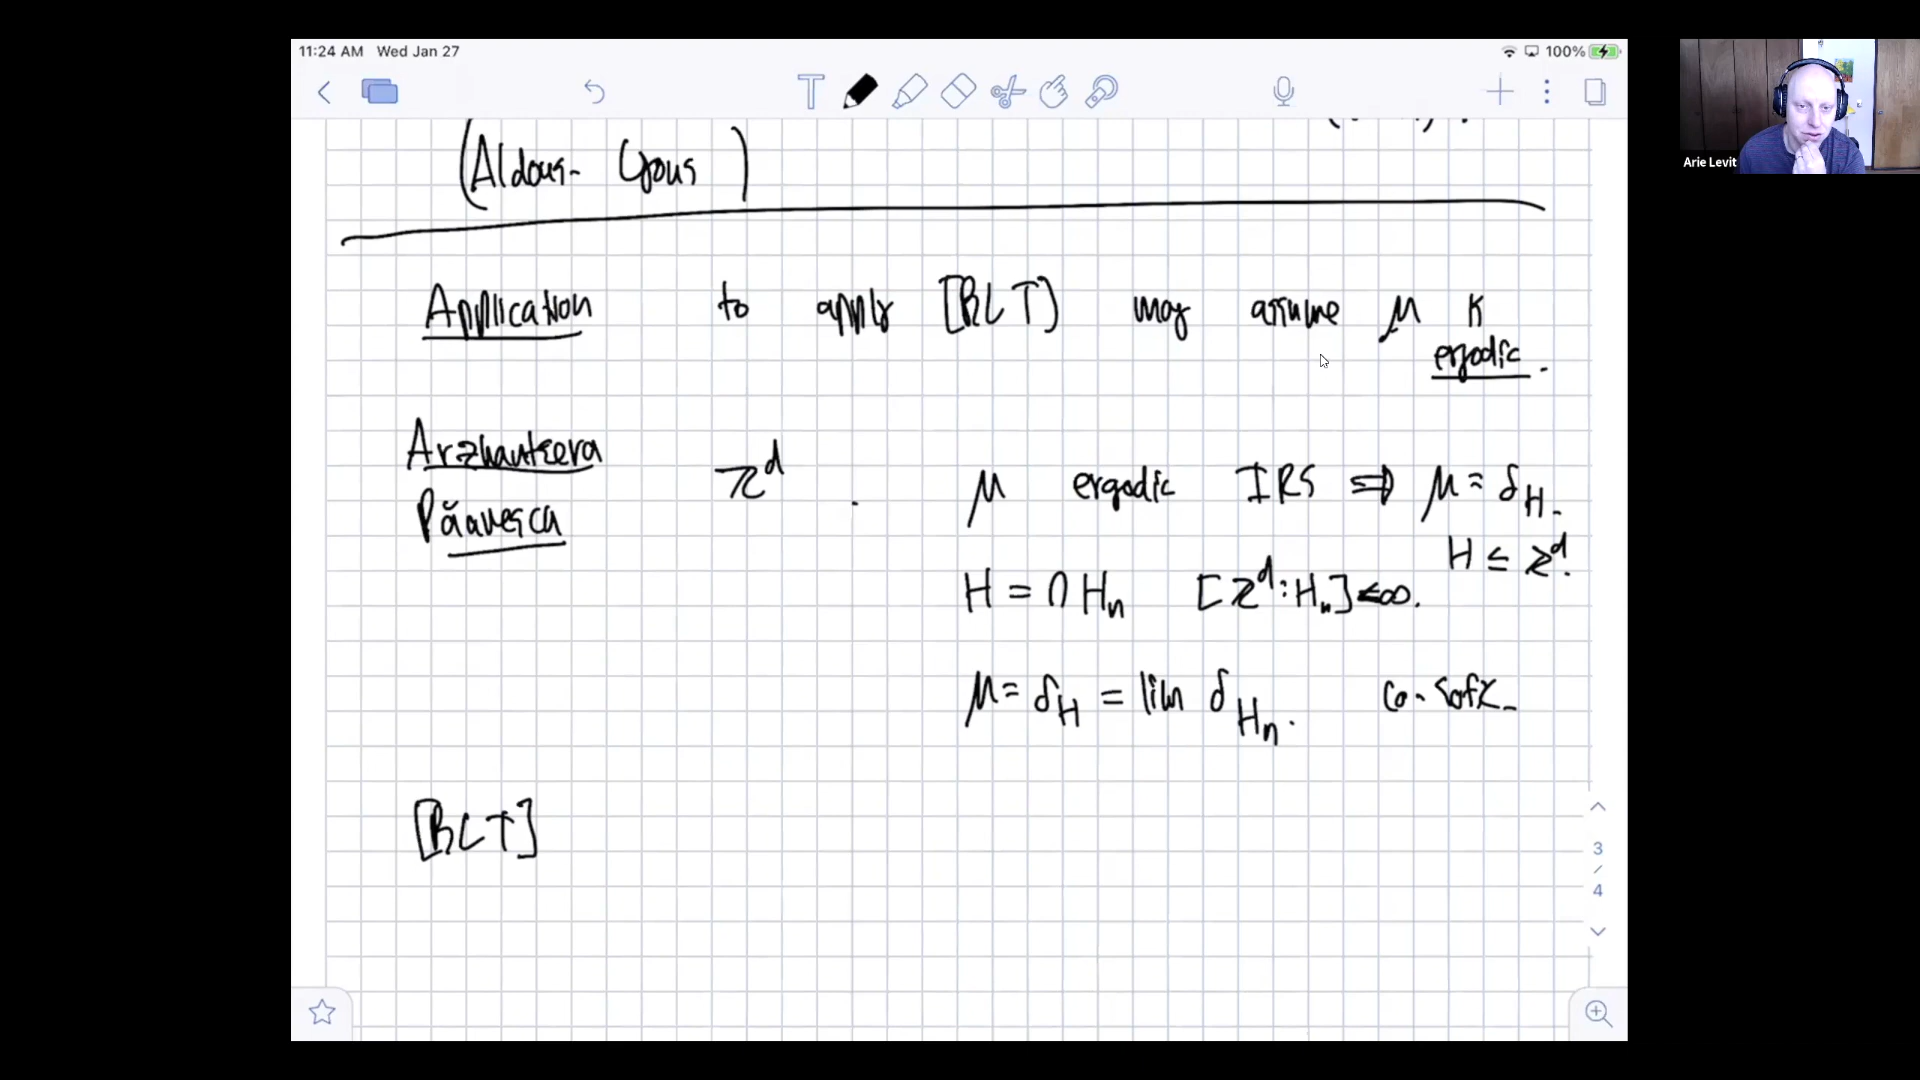 11:24 AM Wed Jan 27
100%
T
(Aldous- Lyons)
Application to apply [BLT] may assume μ is
ergodic.
Arzhantseva
Păunescu
ℤ^d . μ ergodic IRS ⟹ μ = δ_H.
H ≤ ℤ^d.
H = ∩ H_n [ℤ^d : H_n] < ∞.
μ = δ_H = lim δ_{H_n}. co-sofic.
[BLT]
3
/
4
Arie Levit